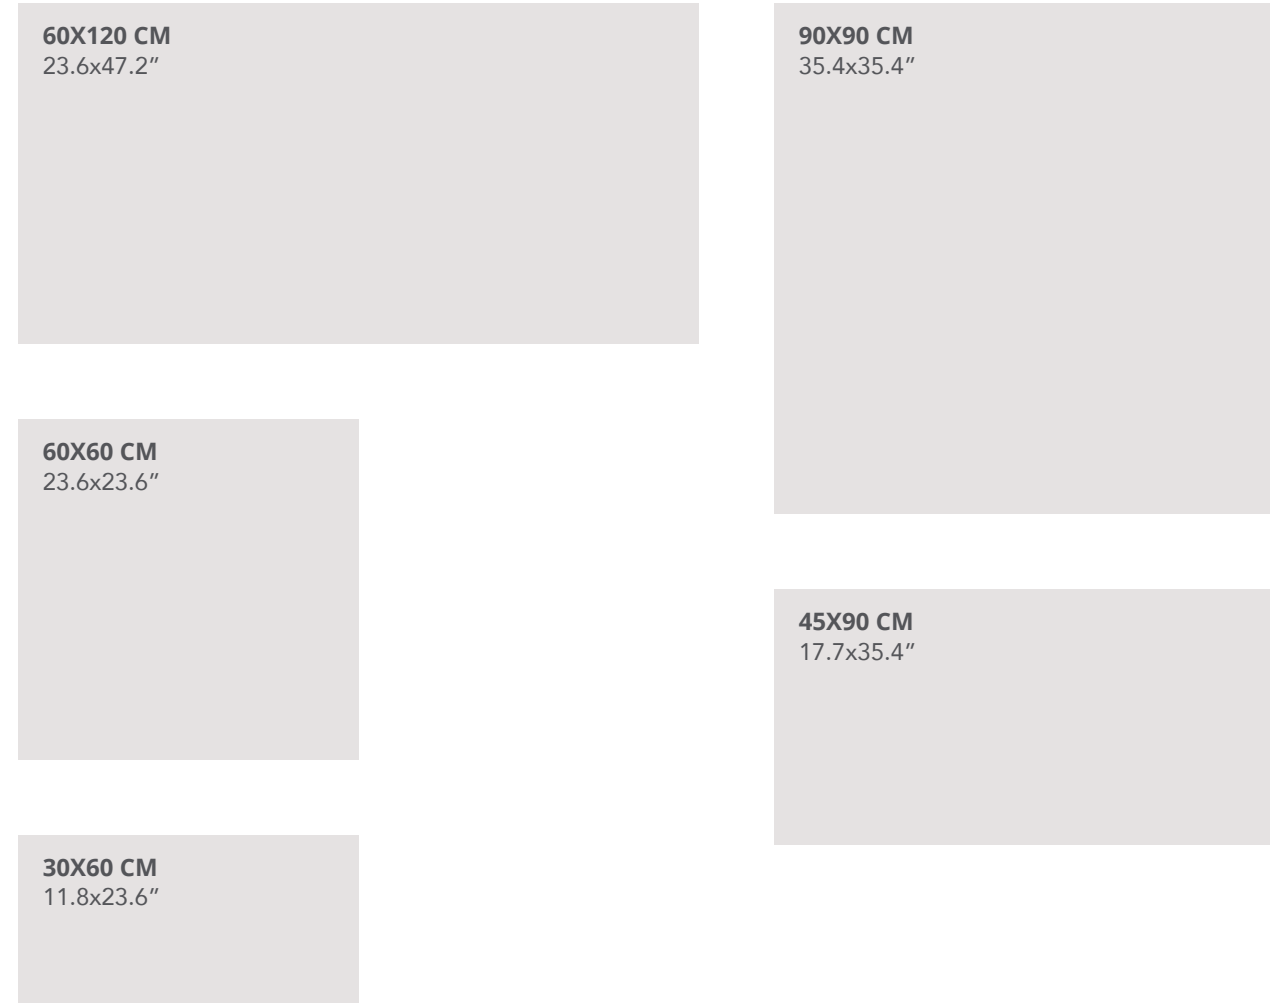 60X120 CM
23.6x47.2″
90X90 CM
35.4x35.4″
60X60 CM
23.6x23.6″
45X90 CM
17.7x35.4″
30X60 CM
11.8x23.6″